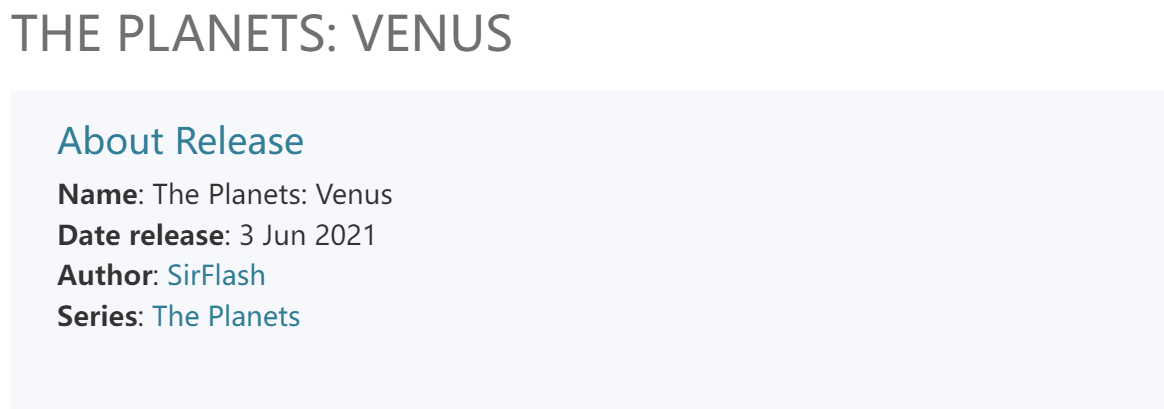 THE PLANETS: VENUS
About Release
Name: The Planets: Venus
Date release: 3 Jun 2021
Author: SirFlash
Series: The Planets